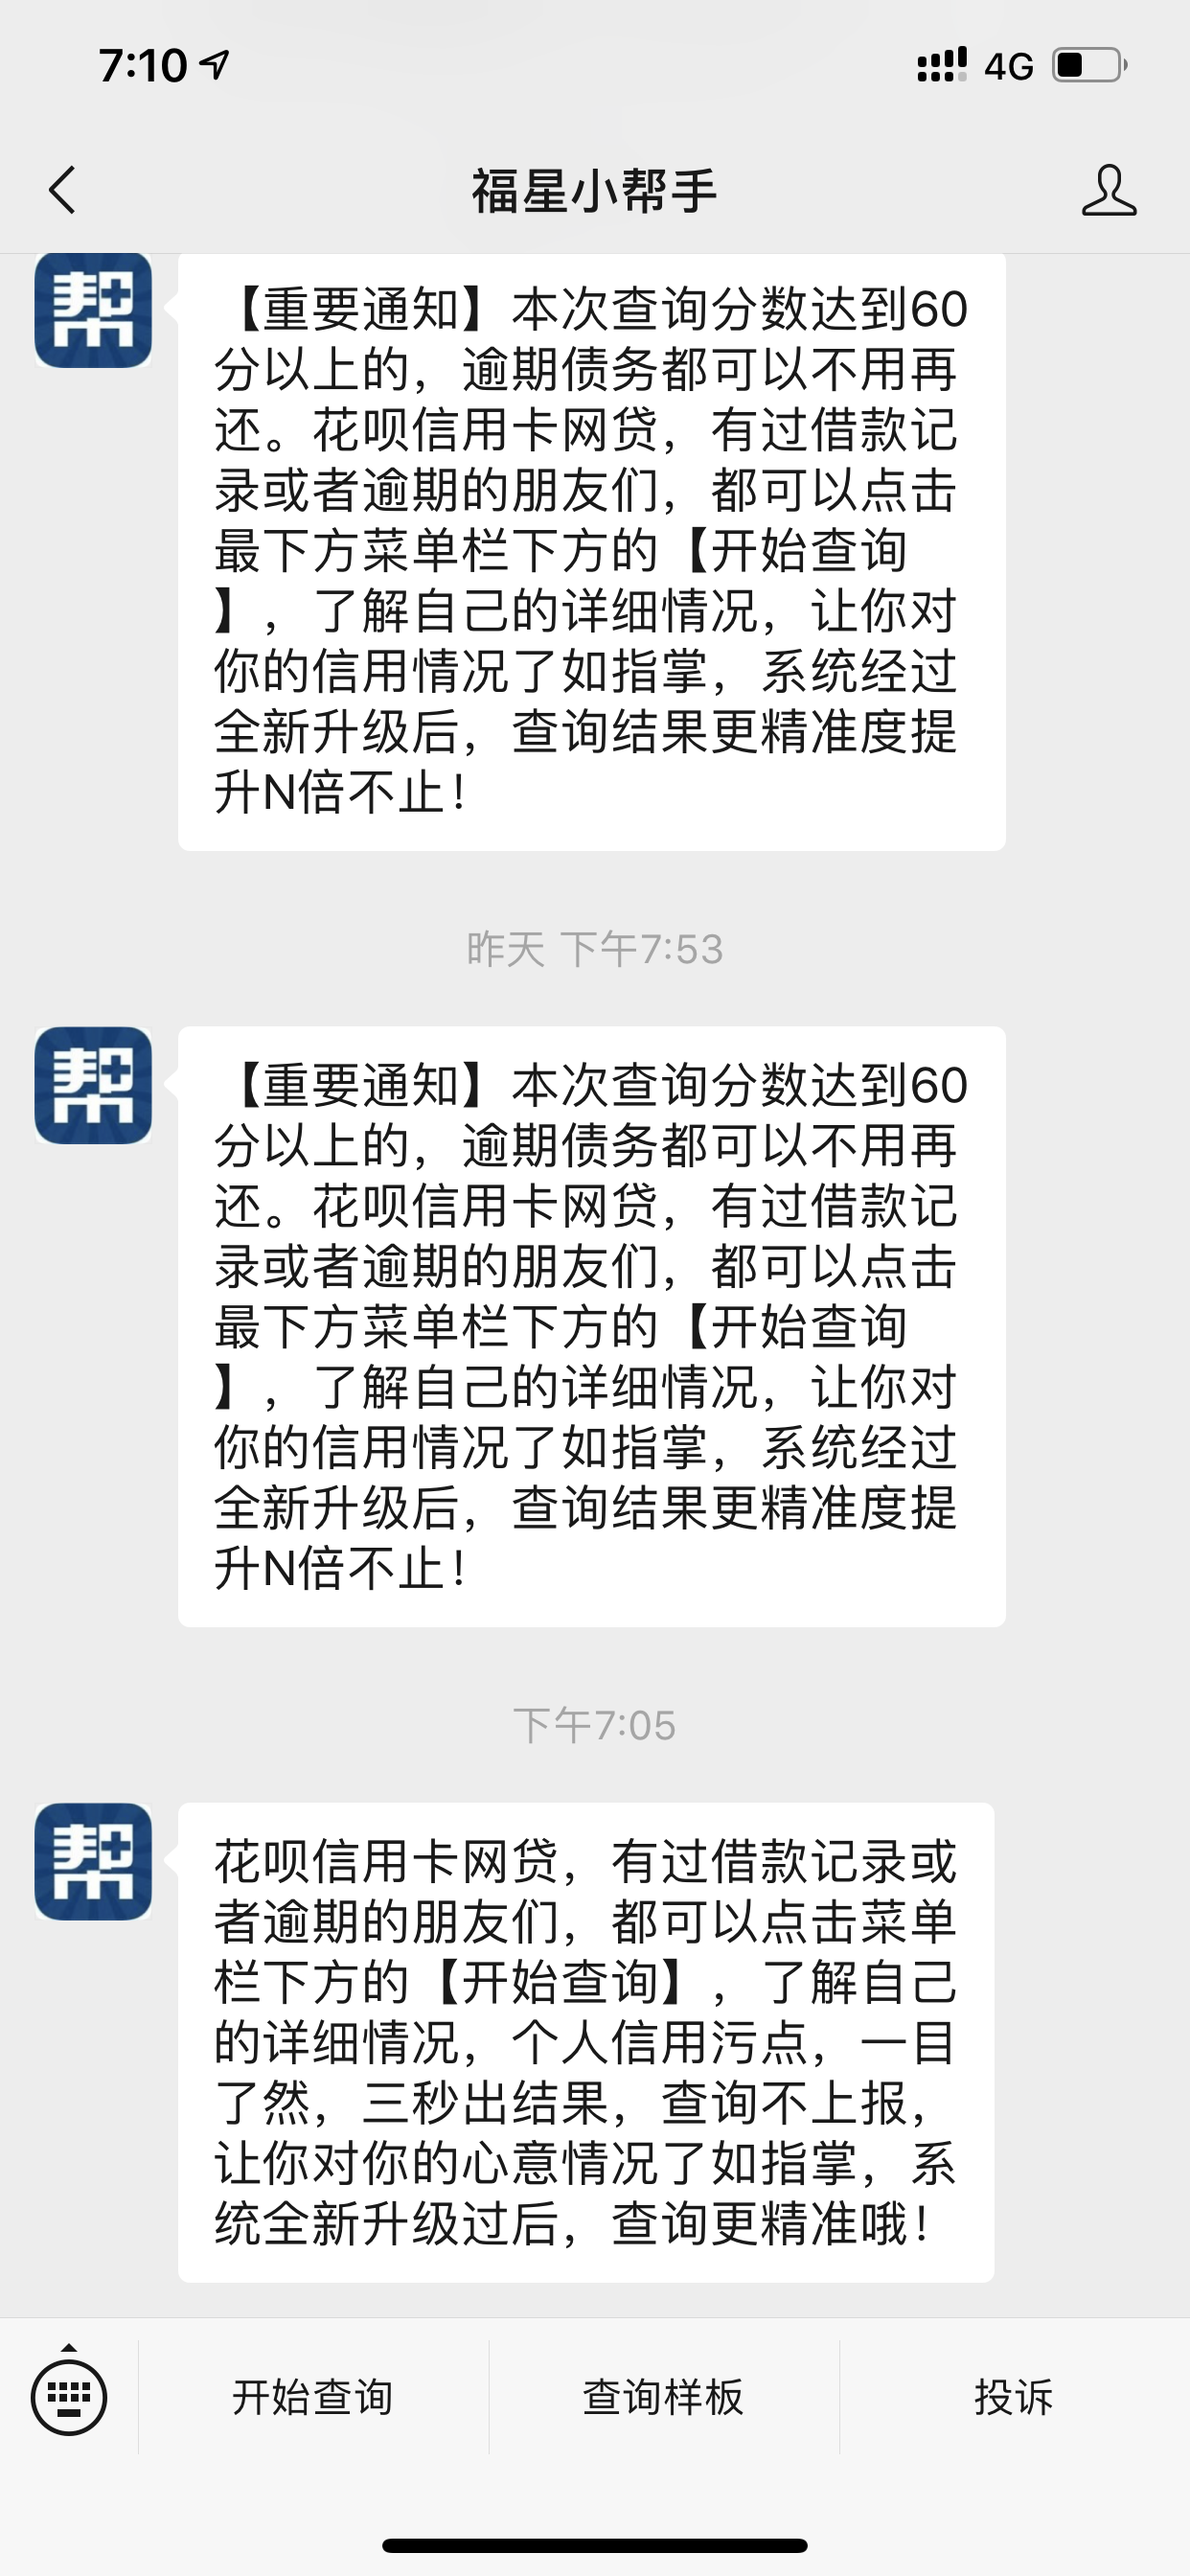 7:10
4G
福星小帮手
帮
【重要通知】本次查询分数达到60
分以上的，逾期债务都可以不用再
还。花呗信用卡网贷，有过借款记
录或者逾期的朋友们，都可以点击
最下方菜单栏下方的【开始查询
】，了解自己的详细情况，让你对
你的信用情况了如指掌，系统经过
全新升级后，查询结果更精准度提
升N倍不止！
昨天 下午7:53
帮
【重要通知】本次查询分数达到60
分以上的，逾期债务都可以不用再
还。花呗信用卡网贷，有过借款记
录或者逾期的朋友们，都可以点击
最下方菜单栏下方的【开始查询
】，了解自己的详细情况，让你对
你的信用情况了如指掌，系统经过
全新升级后，查询结果更精准度提
升N倍不止！
下午7:05
帮
花呗信用卡网贷，有过借款记录或
者逾期的朋友们，都可以点击菜单
栏下方的【开始查询】，了解自己
的详细情况，个人信用污点，一目
了然，三秒出结果，查询不上报，
让你对你的心意情况了如指掌，系
统全新升级过后，查询更精准哦！
开始查询
查询样板
投诉